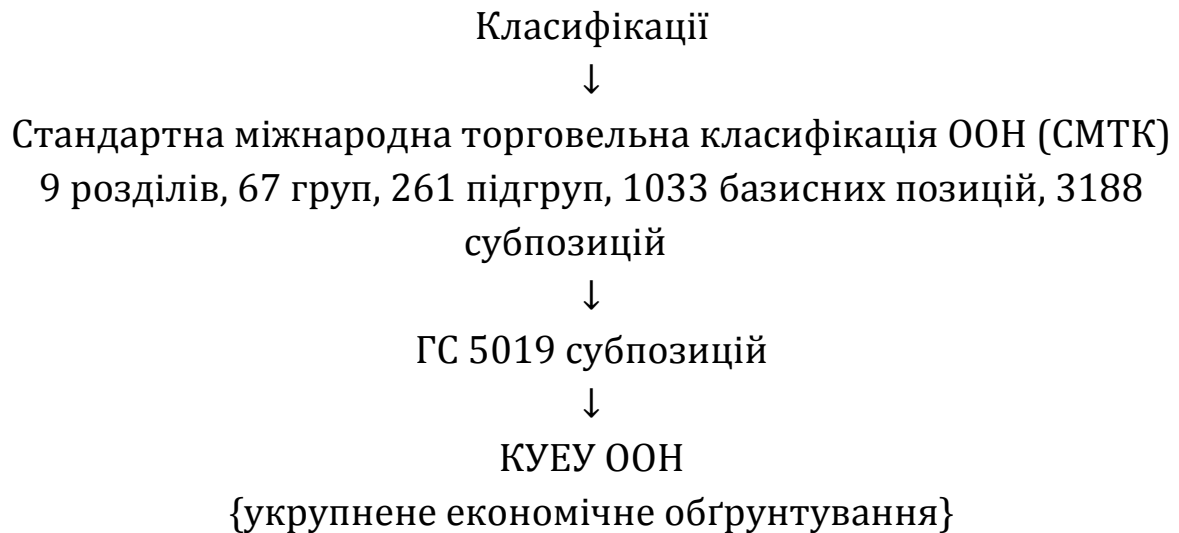 Класифікації
↓
Стандартна міжнародна торговельна класифікація ООН (СМТК)
9 розділів, 67 груп, 261 підгруп, 1033 базисних позицій, 3188
субпозицій
↓
ГС 5019 субпозицій
↓
КУЕУ ООН
{укрупнене економічне обґрунтування}